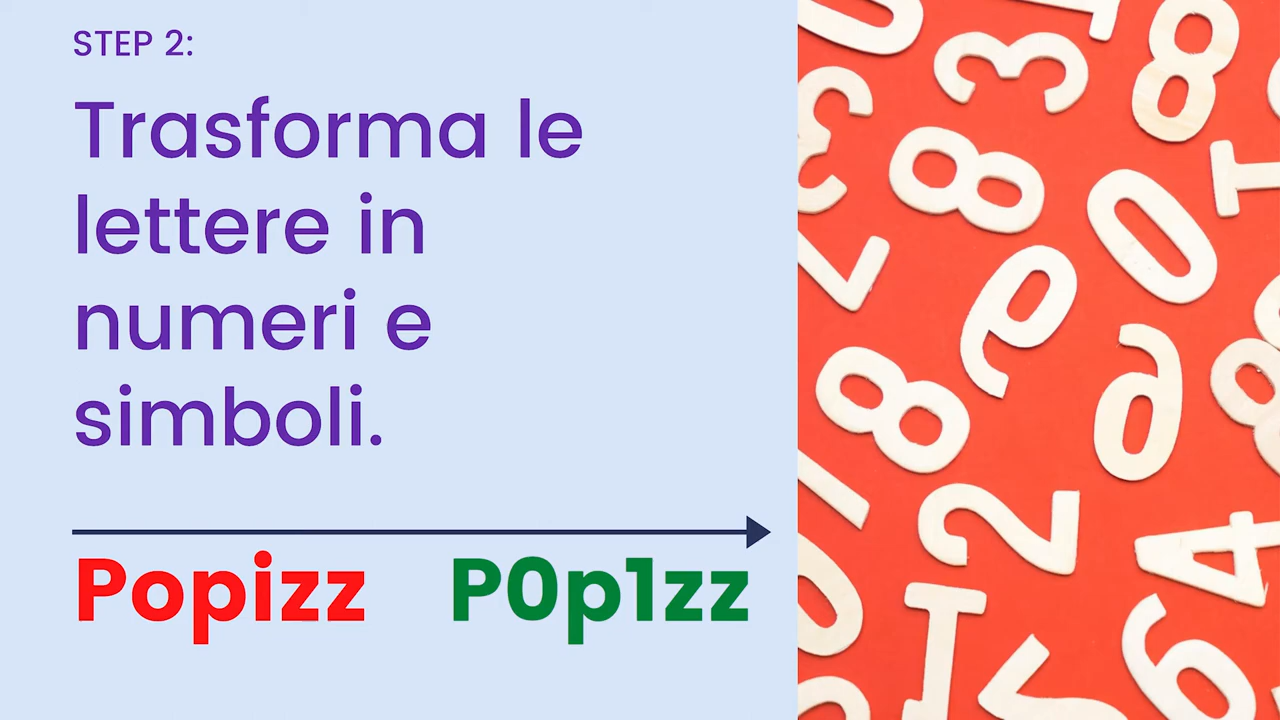 STEP 2:
Trasforma le
lettere in
numeri e
simboli.
Popizz P0p1zz